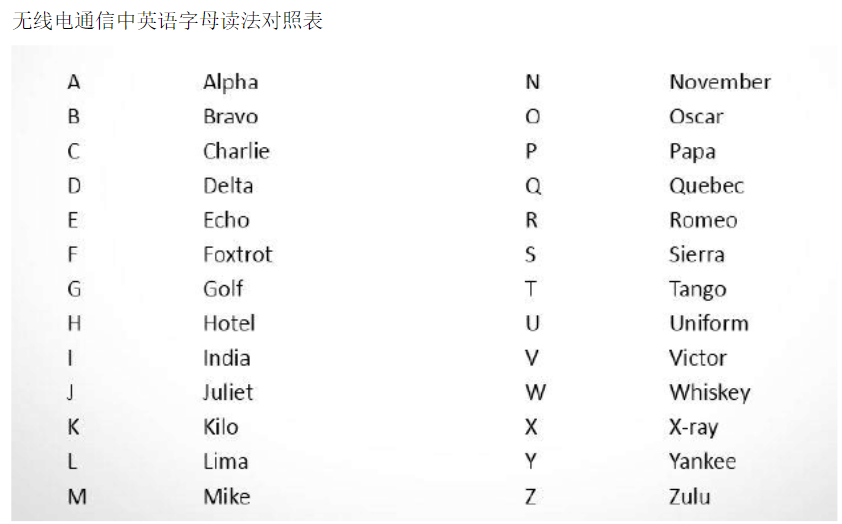 无线电通信中英语字母读法对照表
A Alpha N November
B Bravo O Oscar
C Charlie P Papa
D Delta Q Quebec
E Echo R Romeo
F Foxtrot S Sierra
G Golf T Tango
H Hotel U Uniform
I India V Victor
J Juliet W Whiskey
K Kilo X X-ray
L Lima Y Yankee
M Mike Z Zulu